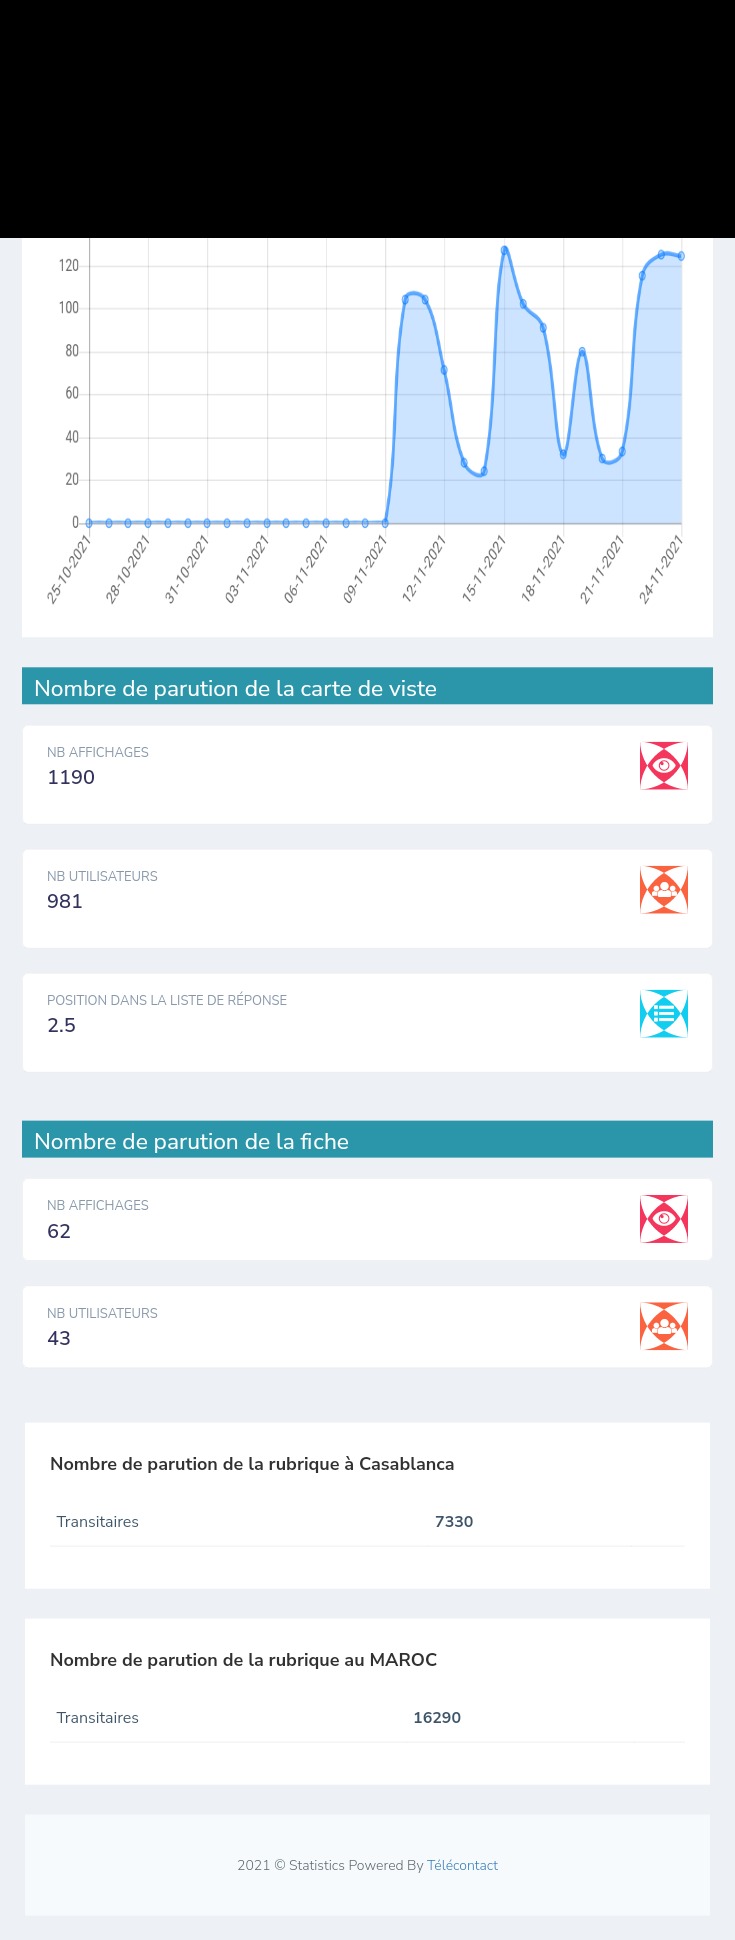 120
100
80
60
40
20
0
25-10-2021
28-10-2021
31-10-2021
03-11-2021
06-11-2021
09-11-2021
12-11-2021
15-11-2021
18-11-2021
21-11-2021
24-11-2021
Nombre de parution de la carte de viste
NB AFFICHAGES
1190
NB UTILISATEURS
981
POSITION DANS LA LISTE DE RÉPONSE
2.5
Nombre de parution de la fiche
NB AFFICHAGES
62
NB UTILISATEURS
43
Nombre de parution de la rubrique à Casablanca
Transitaires 7330
Nombre de parution de la rubrique au MAROC
Transitaires 16290
2021 © Statistics Powered By Télécontact